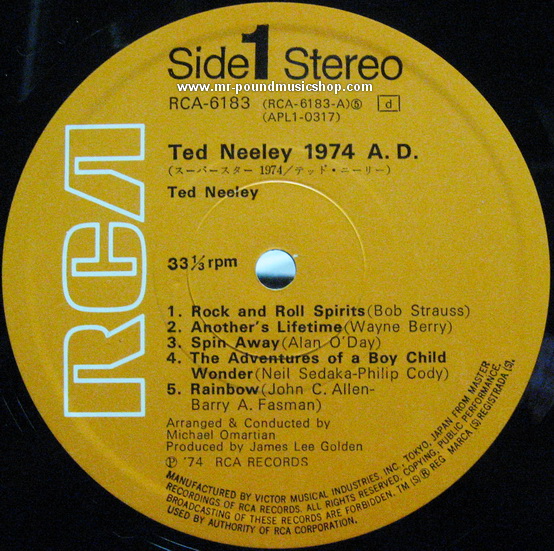 Side 1 Stereo
www.mr-poundmusicshop.com
RCA-6183 (RCA-6183-A)⑤ d
(APL1-0317)
RCA
Ted Neeley 1974 A.D.
(スーパースター 1974/テッド・ニーリー)
Ted Neeley
33⅓ rpm
1. Rock and Roll Spirits (Bob Strauss)
2. Another's Lifetime (Wayne Berry)
3. Spin Away (Alan O'Day)
4. The Adventures of a Boy Child
Wonder (Neil Sedaka-Philip Cody)
5. Rainbow (John C. Allen-
Barry A. Fasman)
Arranged & Conducted by
Michael Omartian
Produced by James Lee Golden
℗ '74 RCA RECORDS
MANUFACTURED BY VICTOR MUSICAL INDUSTRIES, INC., TOKYO, JAPAN FROM MASTER
RECORDINGS OF RCA RECORDS. ALL RIGHTS RESERVED, COPYING, PUBLIC PERFORMANCE,
BROADCASTING OF THESE RECORDS ARE FORBIDDEN. TM (S) ® REG MARCA (S) REGISTRADA (S),
USED BY AUTHORITY OF RCA CORPORATION.